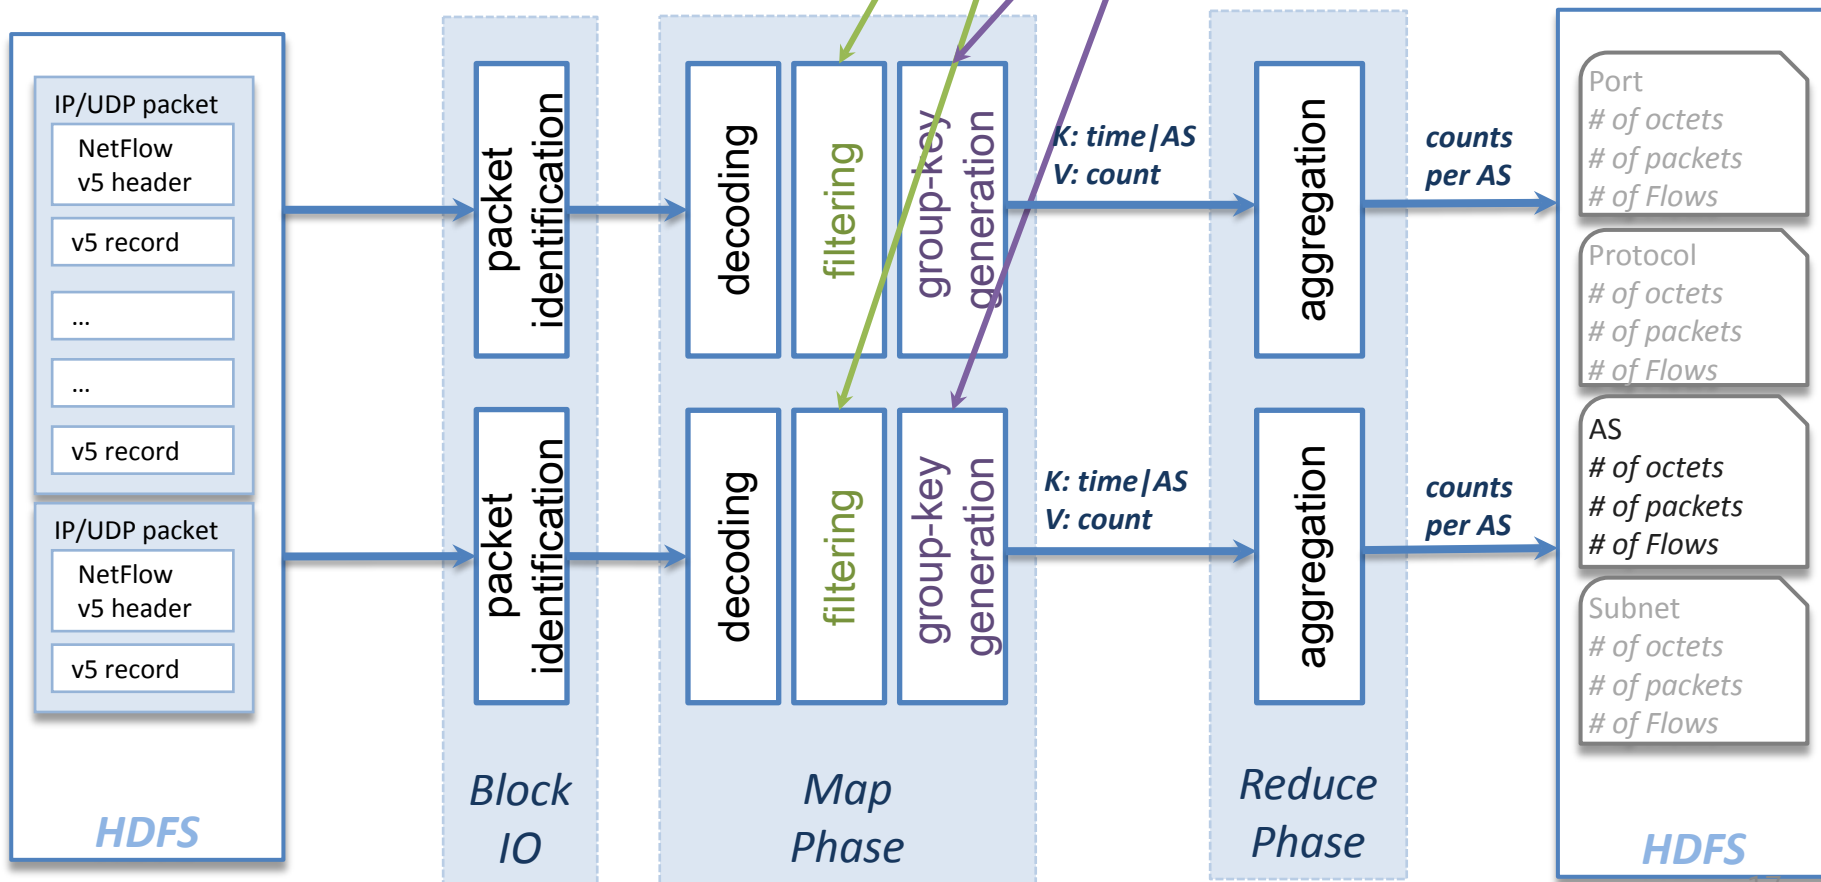 IP/UDP packet
NetFlow
v5 header
v5 record
...
...
v5 record
IP/UDP packet
NetFlow
v5 header
v5 record
HDFS
packet
identification
packet
identification
Block
IO
decoding
filtering
group-key
generation
decoding
filtering
group-key
generation
Map
Phase
K: time|AS
V: count
K: time|AS
V: count
aggregation
aggregation
Reduce
Phase
counts
per AS
counts
per AS
Port
# of octets
# of packets
# of Flows
Protocol
# of octets
# of packets
# of Flows
AS
# of octets
# of packets
# of Flows
Subnet
# of octets
# of packets
# of Flows
HDFS